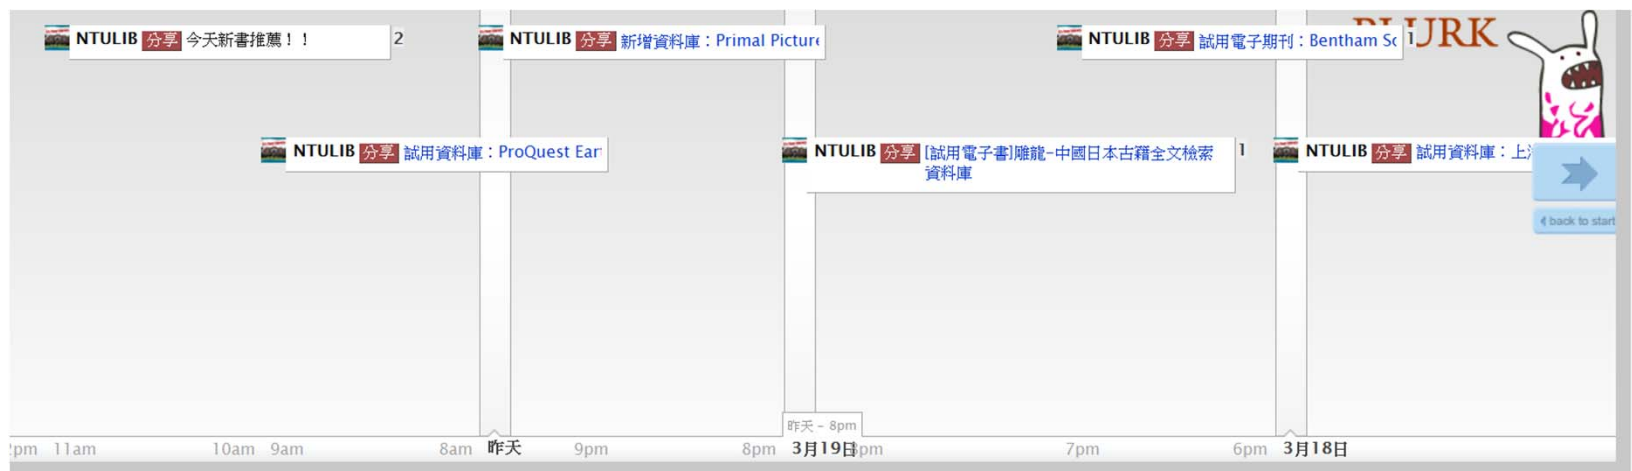 NTULIB 分享 今天新書推薦！！ 2
NTULIB 分享 新增資料庫：Primal Picture
NTULIB 分享 試用電子期刊：Bentham Sc 1
NTULIB 分享 試用資料庫：ProQuest Ear
NTULIB 分享 [試用電子書]雕龍-中國日本古籍全文檢索 1
資料庫
NTULIB 分享 試用資料庫：上
back to start
昨天 - 8pm
11am 10am 9am 8am 昨天 9pm 8pm 3月19日 7pm 6pm 3月18日